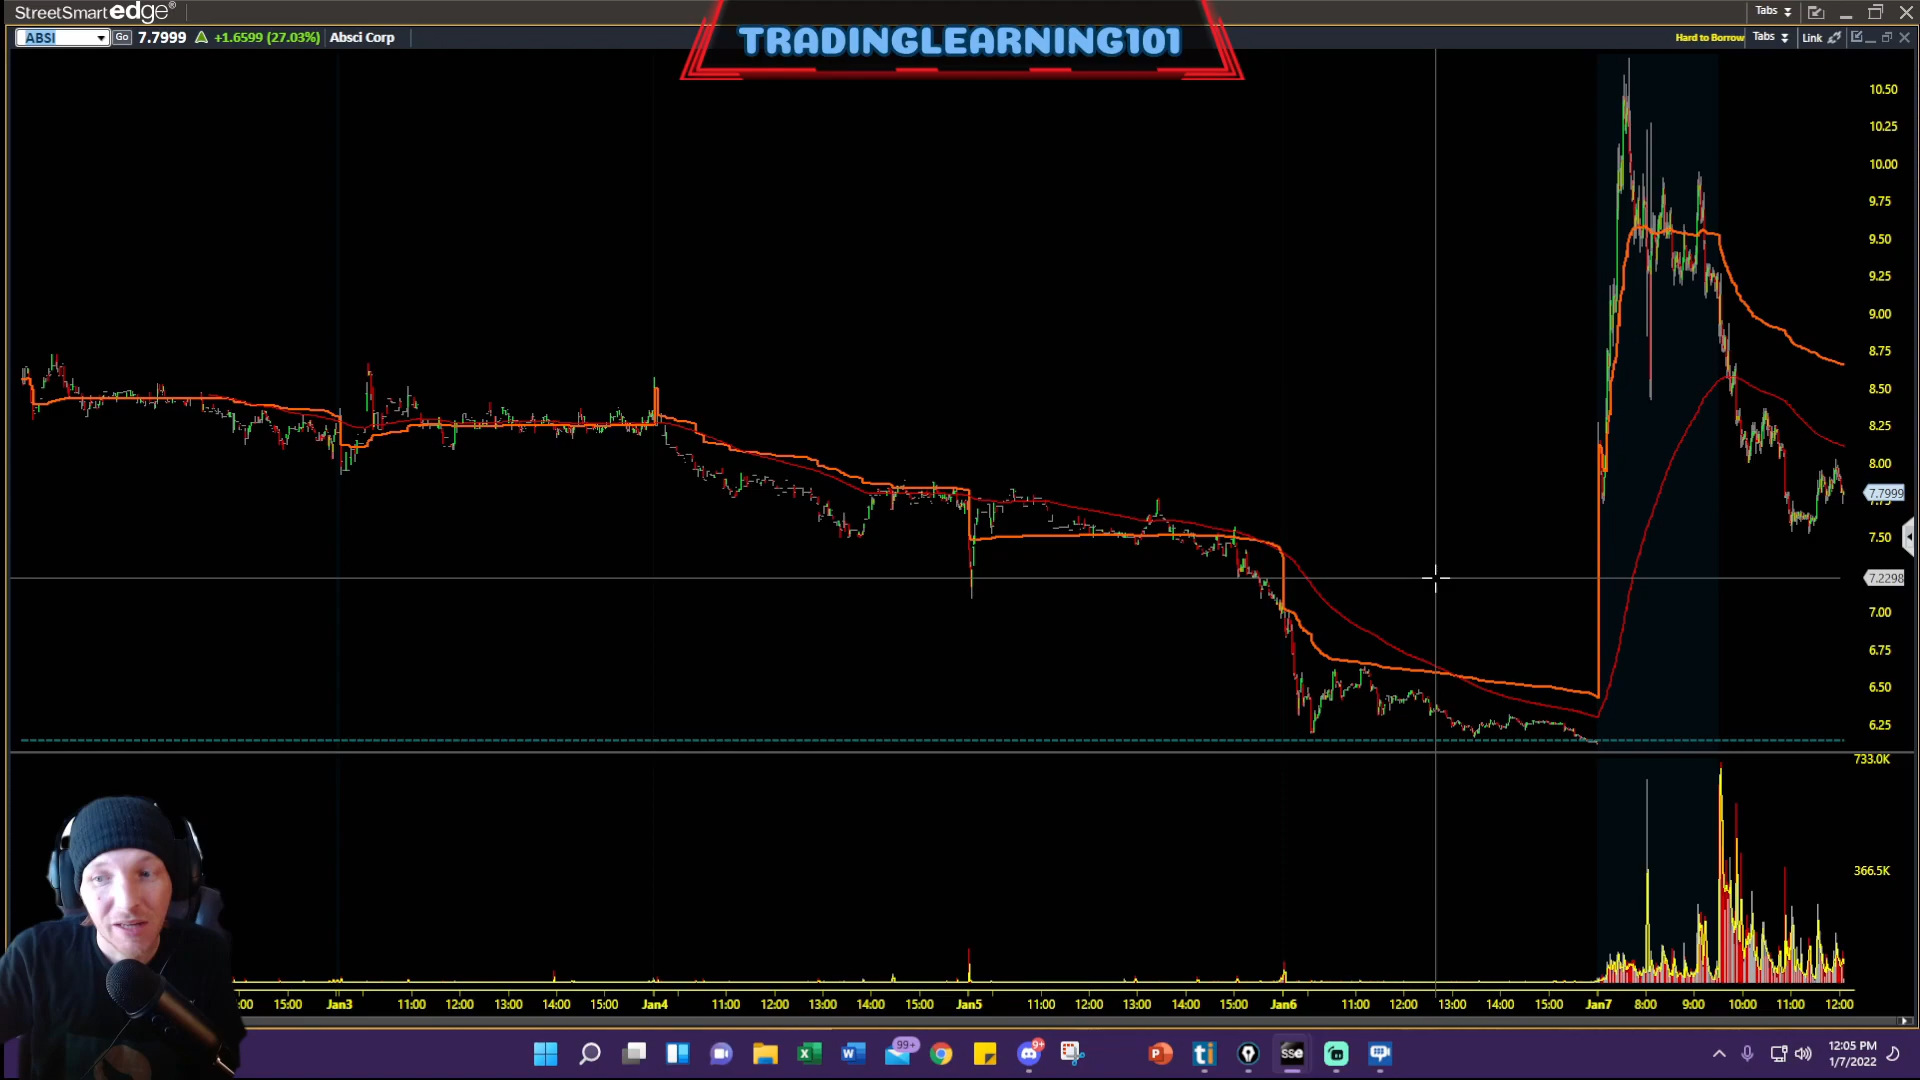 StreetSmart edge®
Tabs
ABSI Go 7.7999 +1.6599 (27.03%) Absci Corp
TRADINGLEARNING101
Hard to Borrow Tabs Link
10.50
10.25
10.00
9.75
9.50
9.25
9.00
8.75
8.50
8.25
8.00
7.7999
7.50
7.2298
7.00
6.75
6.50
6.25
733.0K
366.5K
:00 15:00 Jan3 11:00 12:00 13:00 14:00 15:00 Jan4 11:00 12:00 13:00 14:00 15:00 Jan5 11:00 12:00 13:00 14:00 15:00 Jan6 11:00 12:00 13:00 14:00 15:00 Jan7 8:00 9:00 10:00 11:00 12:00
99+ 9+ sse
12:05 PM
1/7/2022